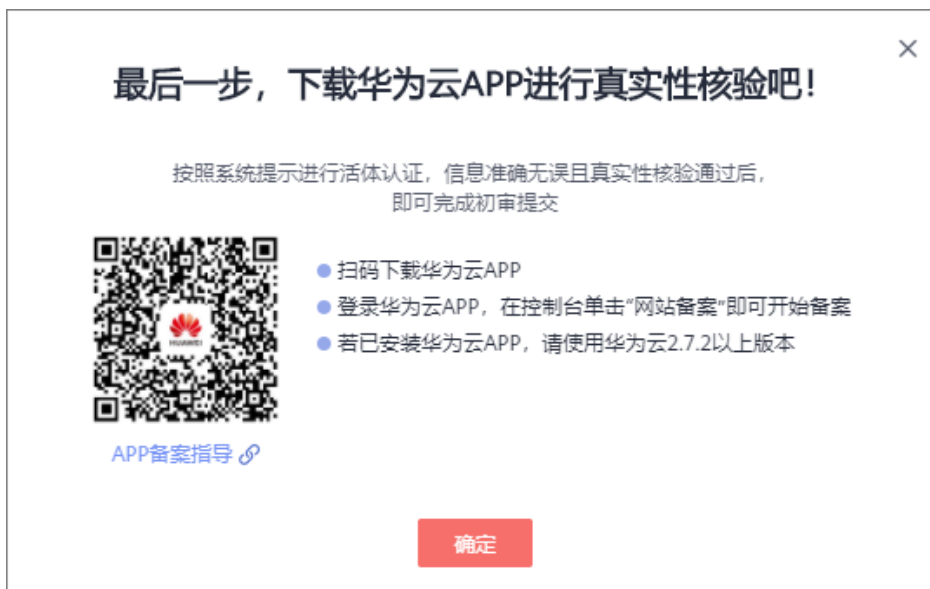 最后一步，下载华为云APP进行真实性核验吧！
按照系统提示进行活体认证，信息准确无误且真实性核验通过后，
即可完成初审提交
扫码下载华为云APP
登录华为云APP，在控制台单击“网站备案”即可开始备案
若已安装华为云APP，请使用华为云2.7.2以上版本
HUAWEI
APP备案指导
确定